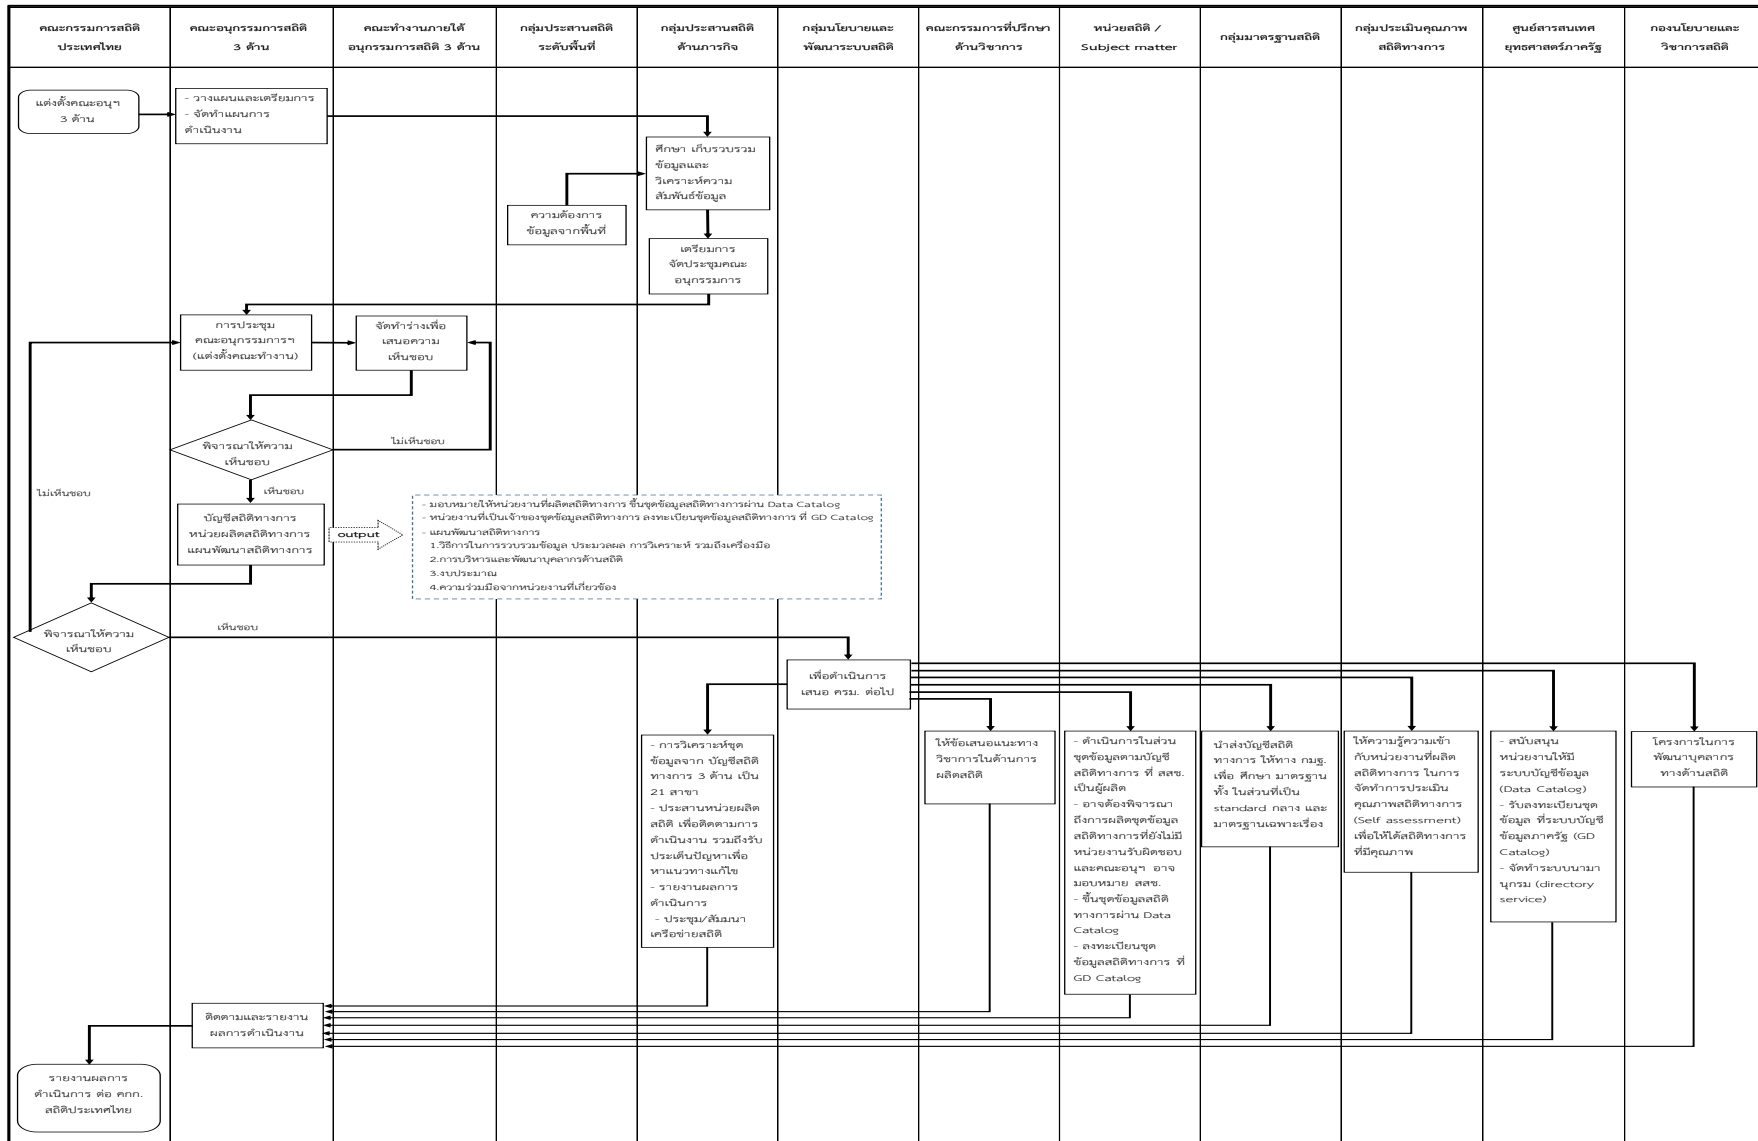 คณะกรรมการสถิติ
ประเทศไทย
คณะอนุกรรมการสถิติ
3 ด้าน
คณะทำงานภายใต้
อนุกรรมการสถิติ 3 ด้าน
กลุ่มประสานสถิติ
ระดับพื้นที่
กลุ่มประสานสถิติ
ด้านภารกิจ
กลุ่มนโยบายและ
พัฒนาระบบสถิติ
คณะกรรมการที่ปรึกษา
ด้านวิชาการ
หน่วยสถิติ /
Subject matter
กลุ่มมาตรฐานสถิติ
กลุ่มประเมินคุณภาพ
สถิติทางการ
ศูนย์สารสนเทศ
ยุทธศาสตร์ภาครัฐ
กองนโยบายและ
วิชาการสถิติ
แต่งตั้งคณะอนุฯ
3 ด้าน
- วางแผนและเตรียมการ
- จัดทำแผนการ
ดำเนินงาน
ศึกษา เก็บรวบรวม
ข้อมูลและ
วิเคราะห์ความ
สัมพันธ์ข้อมูล
ความต้องการ
ข้อมูลจากพื้นที่
เตรียมการ
จัดประชุมคณะ
อนุกรรมการ
การประชุม
คณะอนุกรรมการฯ
(แต่งตั้งคณะทำงาน)
จัดทำร่างเพื่อ
เสนอความ
เห็นชอบ
พิจารณาให้ความ
เห็นชอบ
ไม่เห็นชอบ
เห็นชอบ
ไม่เห็นชอบ
บัญชีสถิติทางการ
หน่วยผลิตสถิติทางการ
แผนพัฒนาสถิติทางการ
output
- มอบหมายให้หน่วยงานที่ผลิตสถิติทางการ ขึ้นชุดข้อมูลสถิติทางการผ่าน Data Catalog
- หน่วยงานที่เป็นเจ้าของชุดข้อมูลสถิติทางการ ลงทะเบียนชุดข้อมูลสถิติทางการ ที่ GD Catalog
- แผนพัฒนาสถิติทางการ
1.วิธีการในการรวบรวมข้อมูล ประมวลผล การวิเคราะห์ รวมถึงเครื่องมือ
2.การบริหารและพัฒนาบุคลากรด้านสถิติ
3.งบประมาณ
4.ความร่วมมือจากหน่วยงานที่เกี่ยวข้อง
พิจารณาให้ความ
เห็นชอบ
เห็นชอบ
เพื่อดำเนินการ
เสนอ ครม. ต่อไป
- การวิเคราะห์ชุด
ข้อมูลจาก บัญชีสถิติ
ทางการ 3 ด้าน เป็น
21 สาขา
- ประสานหน่วยผลิต
สถิติ เพื่อติดตามการ
ดำเนินงาน รวมถึงรับ
ประเด็นปัญหาเพื่อ
หาแนวทางแก้ไข
- รายงานผลการ
ดำเนินการ
- ประชุม/สัมมนา
เครือข่ายสถิติ
ให้ข้อเสนอแนะทาง
วิชาการในด้านการ
ผลิตสถิติ
- ดำเนินการในส่วน
ชุดข้อมูลตามบัญชี
สถิติทางการ ที่ สสช.
เป็นผู้ผลิต
- อาจต้องพิจารณา
ถึงการผลิตชุดข้อมูล
สถิติทางการที่ยังไม่มี
หน่วยงานรับผิดชอบ
และคณะอนุฯ อาจ
มอบหมาย สสช.
- ขึ้นชุดข้อมูลสถิติ
ทางการผ่าน Data
Catalog
- ลงทะเบียนชุด
ข้อมูลสถิติทางการ ที่
GD Catalog
นำส่งบัญชีสถิติ
ทางการ ให้ทาง กมฐ.
เพื่อ ศึกษา มาตรฐาน
ทั้ง ในส่วนที่เป็น
standard กลาง และ
มาตรฐานเฉพาะเรื่อง
ให้ความรู้ความเข้า
กับหน่วยงานที่ผลิต
สถิติทางการ ในการ
จัดทำการประเมิน
คุณภาพสถิติทางการ
(Self assessment)
เพื่อให้ได้สถิติทางการ
ที่มีคุณภาพ
- สนับสนุน
หน่วยงานให้มี
ระบบบัญชีข้อมูล
(Data Catalog)
- รับลงทะเบียนชุด
ข้อมูล ที่ระบบบัญชี
ข้อมูลภาครัฐ (GD
Catalog)
- จัดทำระบบนามา
นุกรม (directory
service)
โครงการในการ
พัฒนาบุคลากร
ทางด้านสถิติ
ติดตามและรายงาน
ผลการดำเนินงาน
รายงานผลการ
ดำเนินการ ต่อ คกก.
สถิติประเทศไทย